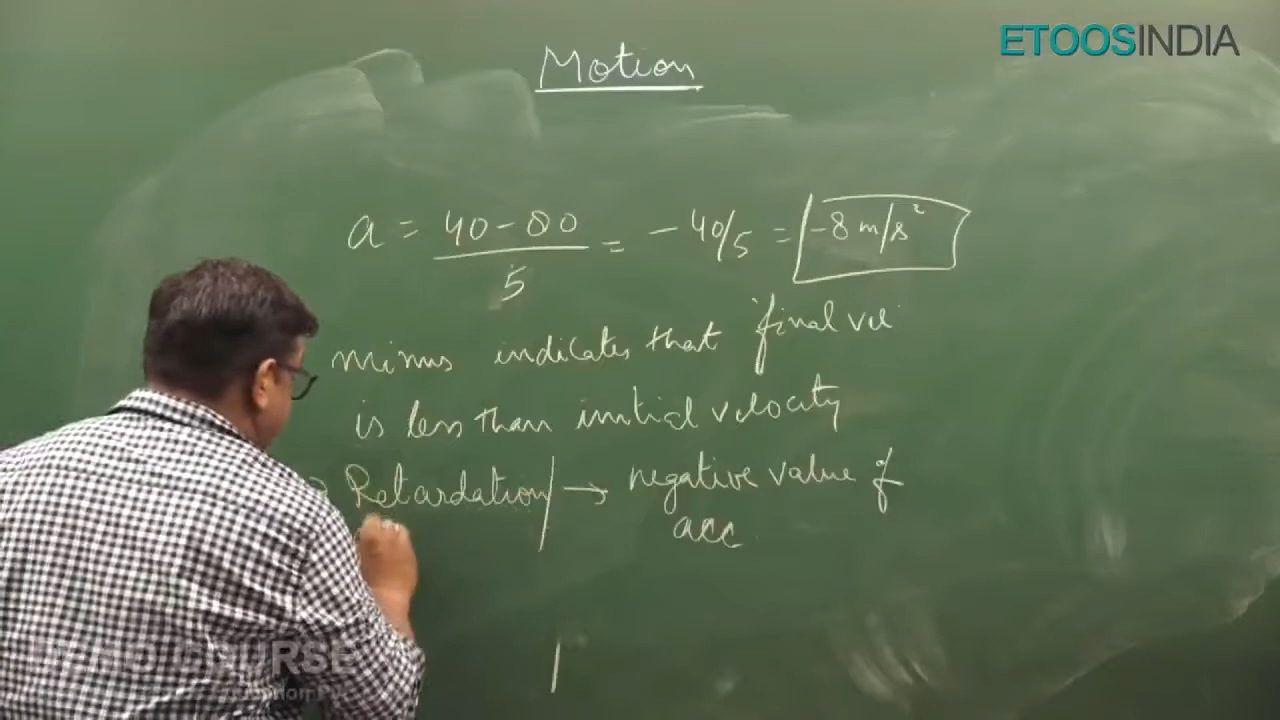 ETOOSINDIA
Motion
a = 40-80/5 = -40/5 = -8 m/s²
Minus indicates that final vel
is less than initial velocity
Retardation/ → negative value of
acc
COURSE